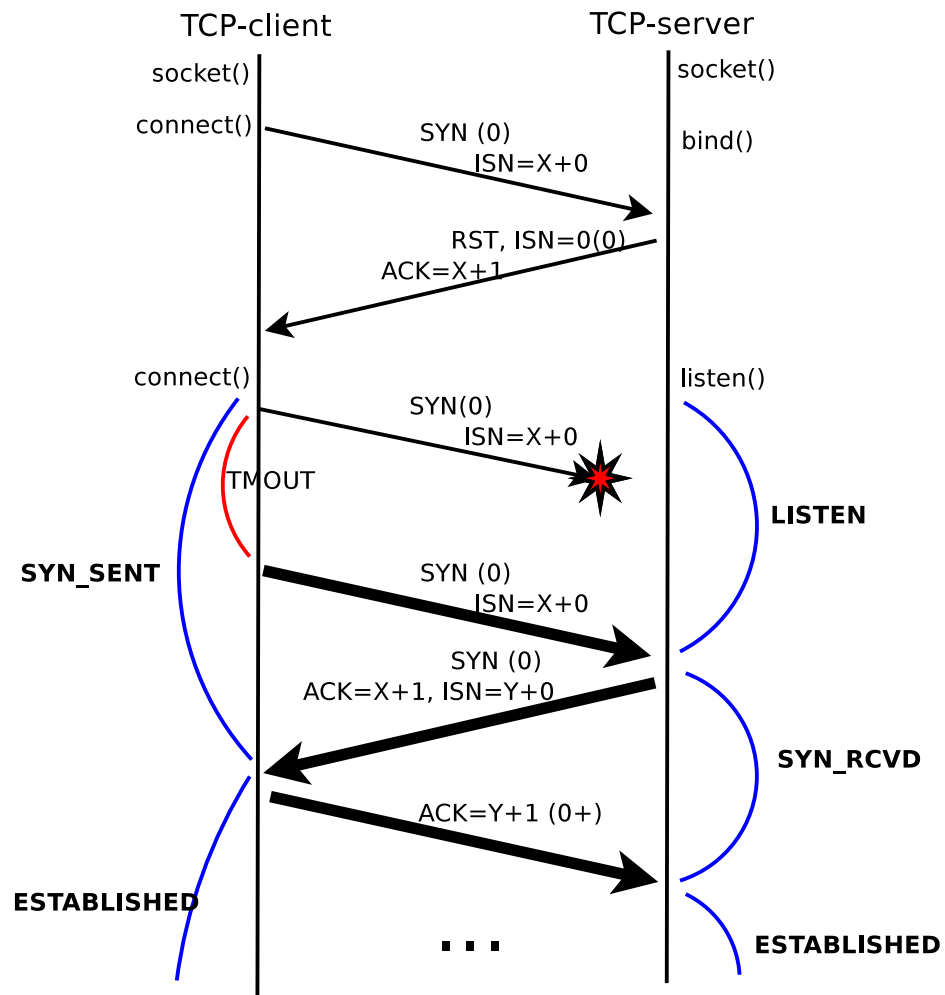 TCP-client
TCP-server
socket()
socket()
connect()
SYN (0)
bind()
ISN=X+0
RST, ISN=0(0)
ACK=X+1
connect()
listen()
SYN(0)
ISN=X+0
TMOUT
LISTEN
SYN_SENT
SYN (0)
ISN=X+0
SYN (0)
ACK=X+1, ISN=Y+0
SYN_RCVD
ACK=Y+1 (0+)
ESTABLISHED
...
ESTABLISHED